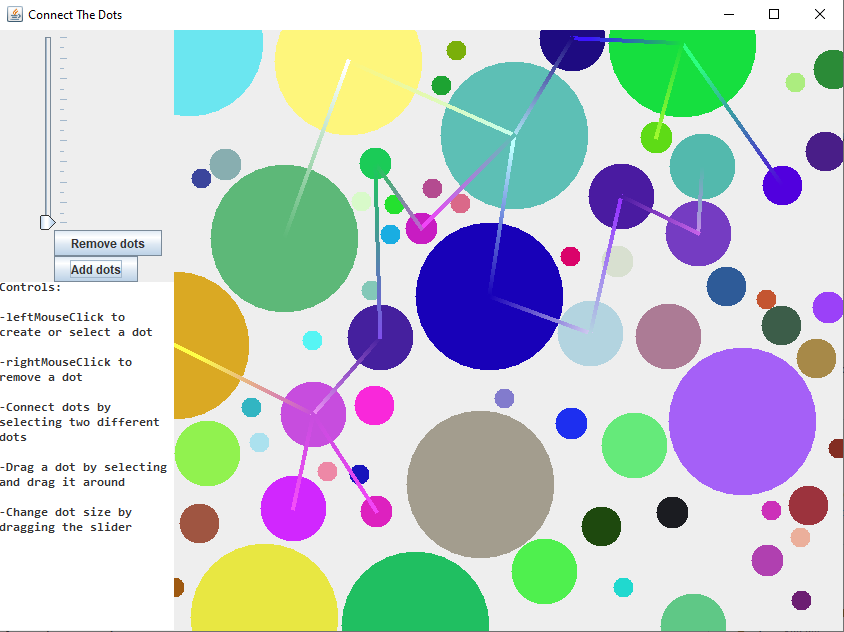 Connect The Dots
Remove dots
Add dots
Controls:
-leftMouseClick to
create or select a dot
-rightMouseClick to
remove a dot
-Connect dots by
selecting two different
dots
-Drag a dot by selecting
and drag it around
-Change dot size by
dragging the slider